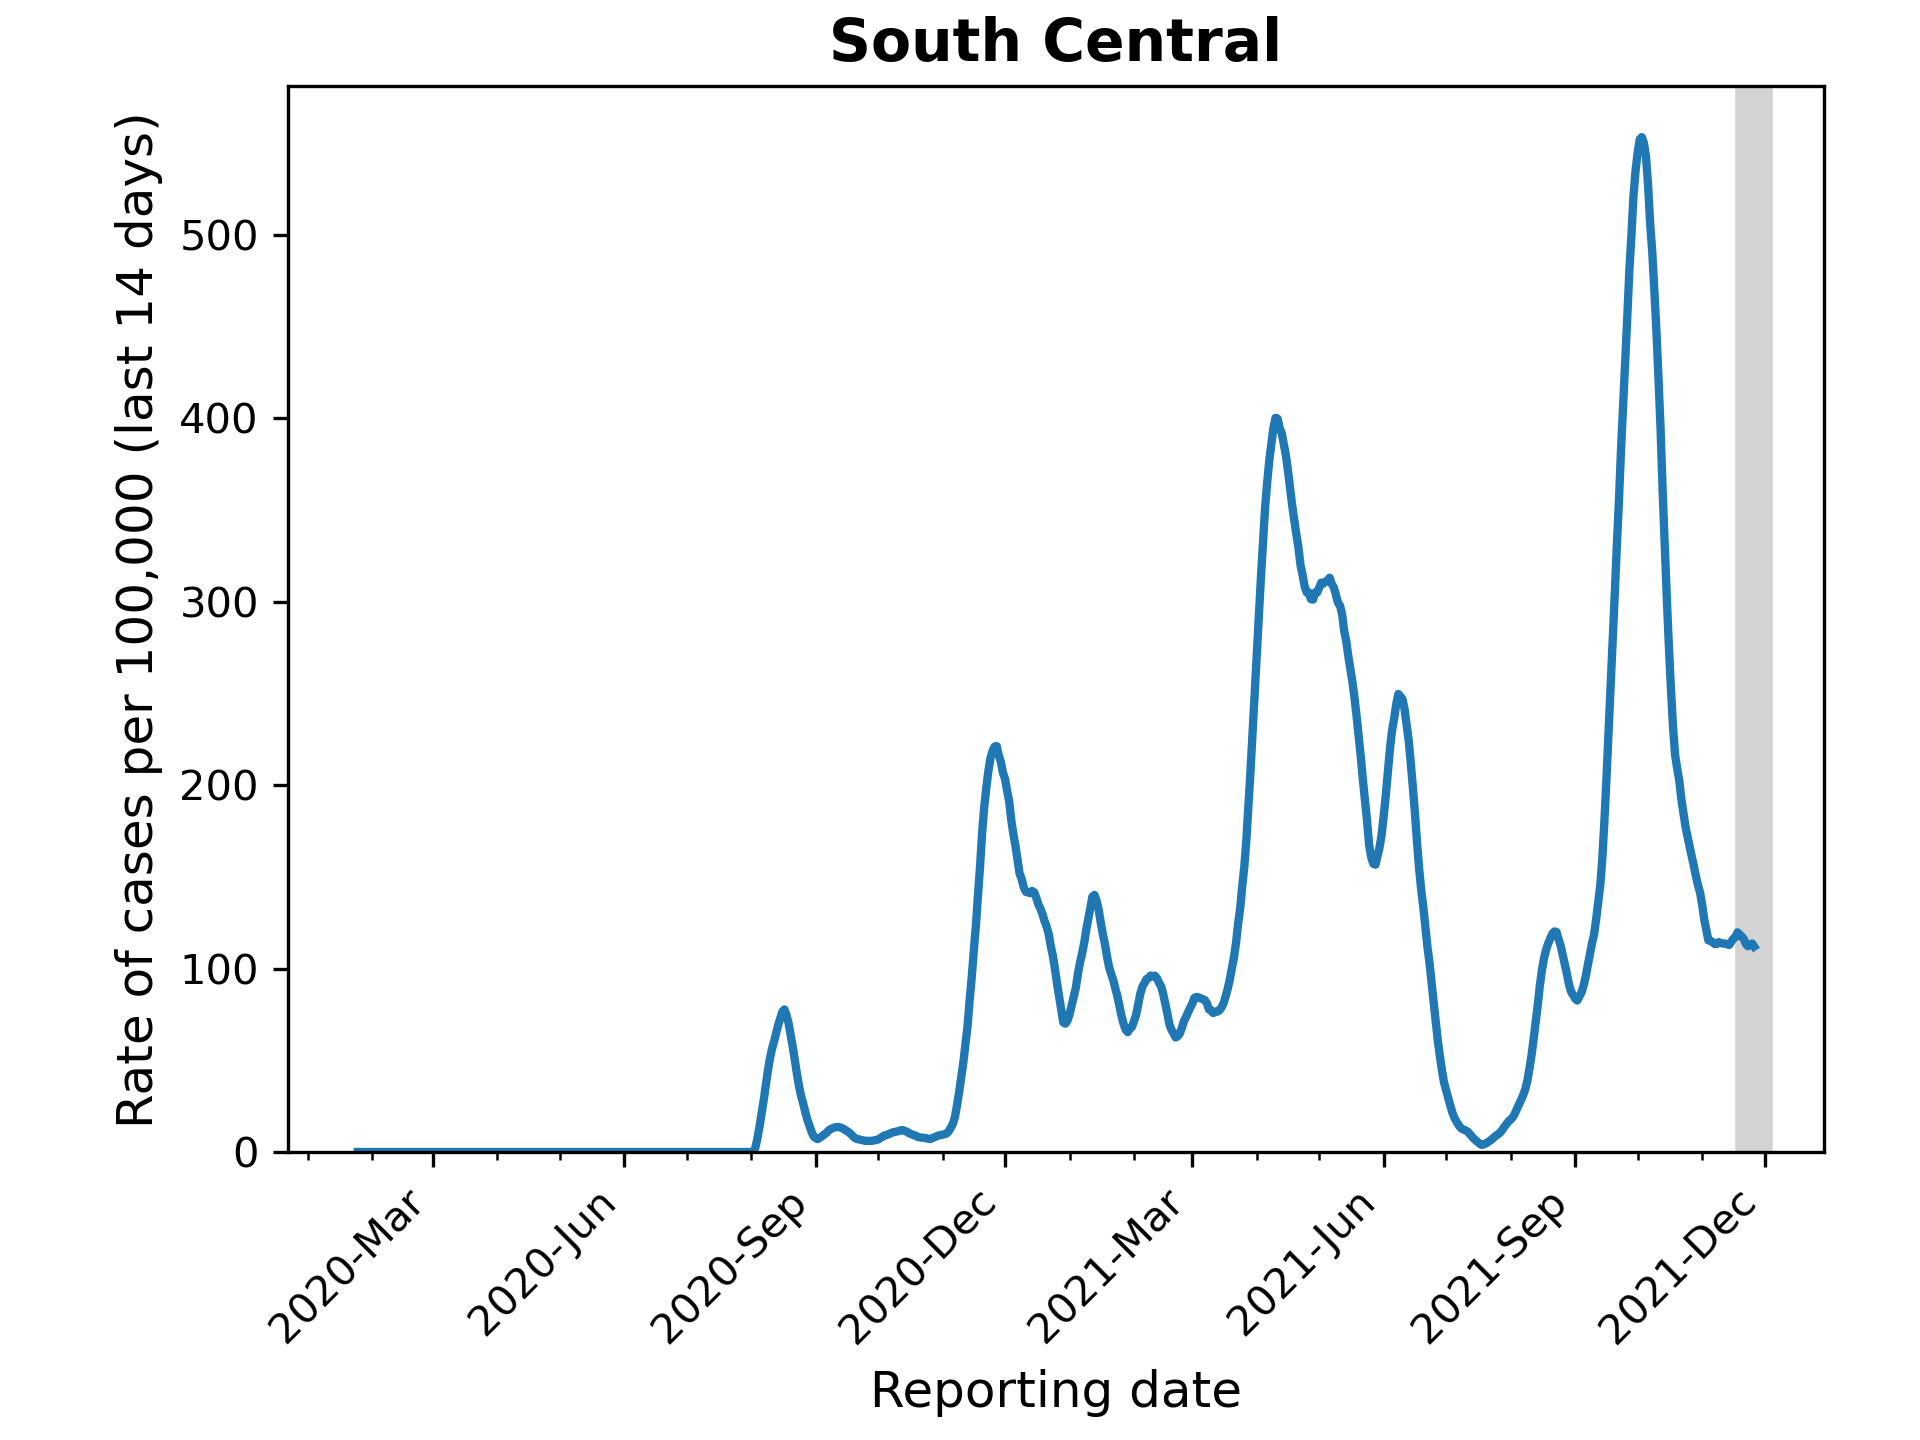 South Central
Rate of cases per 100,000 (last 14 days)
500
400
300
200
100
0
2020-Mar
2020-Jun
2020-Sep
2020-Dec
2021-Mar
2021-Jun
2021-Sep
2021-Dec
Reporting date